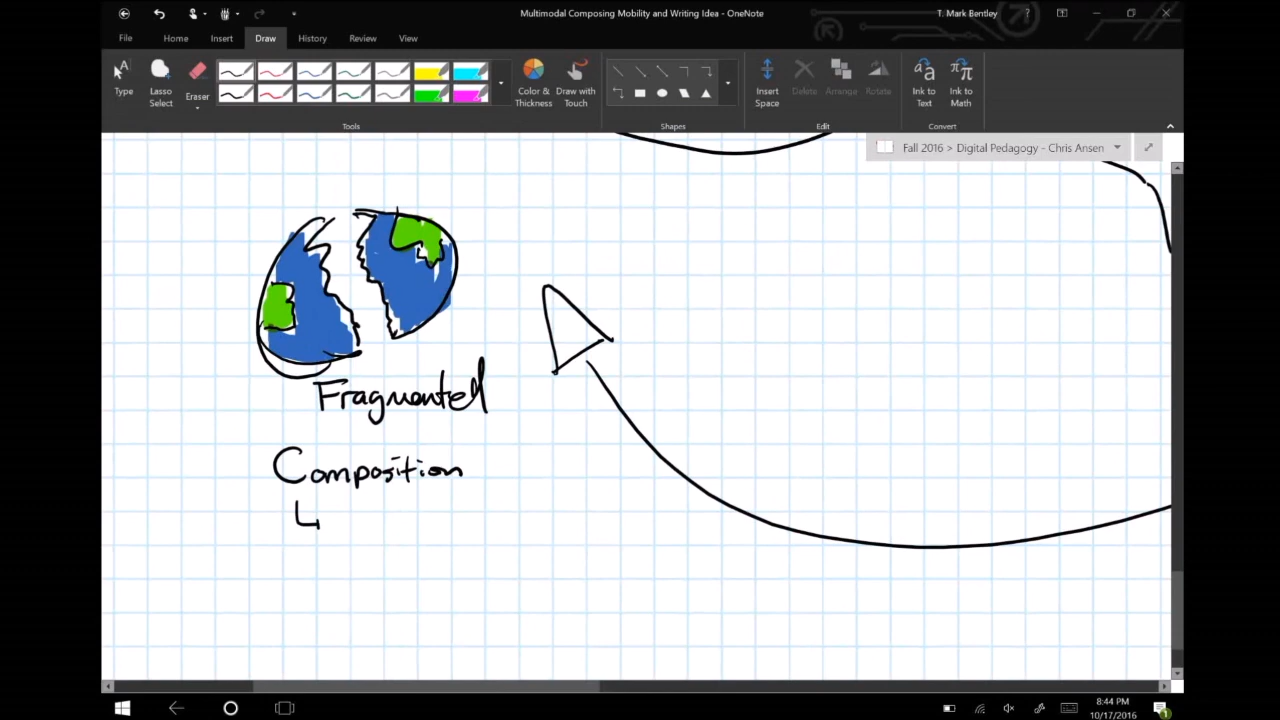 Multimodal Composing Mobility and Writing Idea - OneNote
T. Mark Bentley
?
File
Home
Insert
Draw
History
Review
View
Type
Lasso Select
Eraser
Color & Thickness
Draw with Touch
Insert Space
Delete
Arrange
Rotate
Ink to Text
Ink to Math
Tools
Shapes
Edit
Convert
Fall 2016 > Digital Pedagogy - Chris Ansen
Fragmented
Composition
8:44 PM
10/17/2016